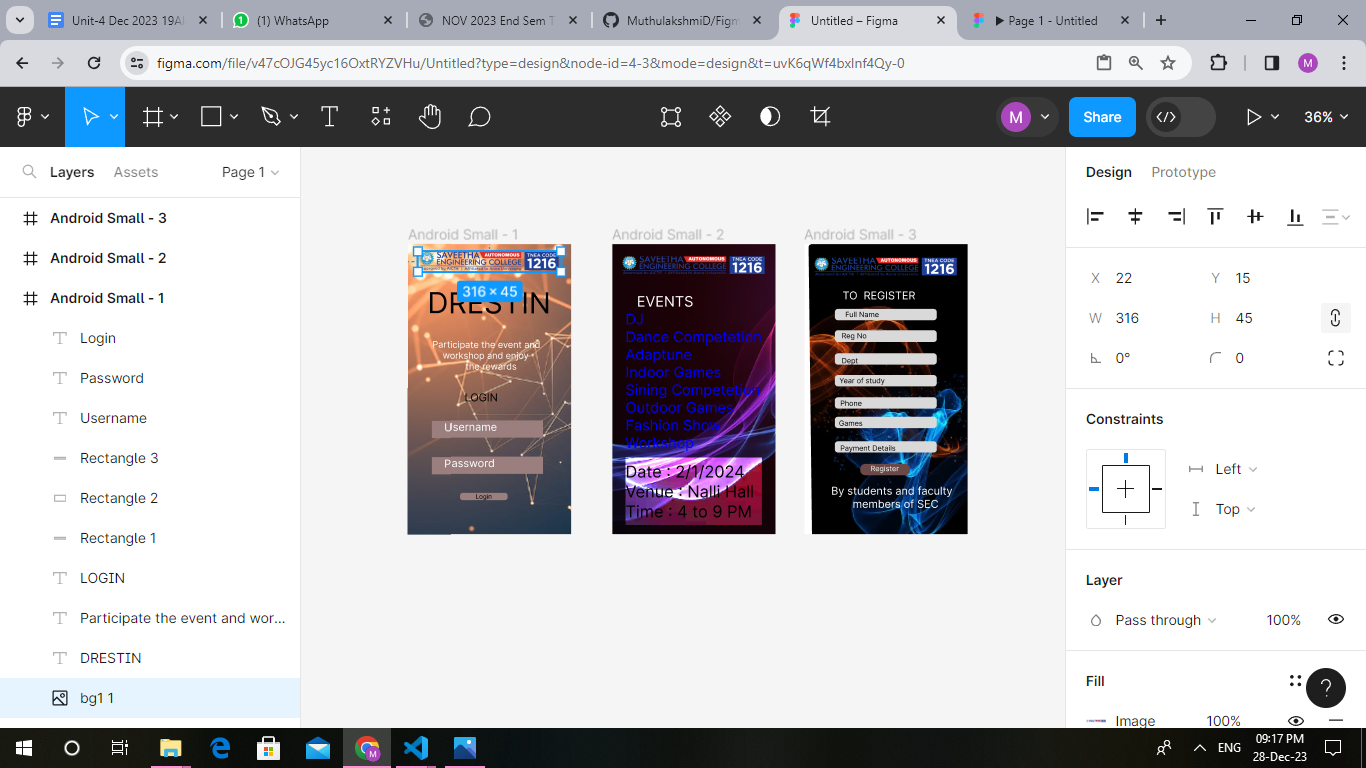 Unit-4 Dec 2023 19AI
(1) WhatsApp
NOV 2023 End Sem T
MuthulakshmiD/Figm
Untitled – Figma
Page 1 - Untitled
figma.com/file/v47cOJG45yc16OxtRYZVHu/Untitled?type=design&node-id=4-3&mode=design&t=uvK6qWf4bxlnf4Qy-0
M
M
Share
36%
Layers
Assets
Page 1
Android Small - 3
Android Small - 2
Android Small - 1
Login
Password
Username
Rectangle 3
Rectangle 2
Rectangle 1
LOGIN
Participate the event and wor...
DRESTIN
bg1 1
Android Small - 1
SAVEETHA
ENGINEERING COLLEGE
AUTONOMOUS
TNEA CODE
1216
316 × 45
DRESTIN
Participate the event and
workshop and enjoy
the rewards
LOGIN
Username
Password
Login
Android Small - 2
SAVEETHA
ENGINEERING COLLEGE
AUTONOMOUS
TNEA CODE
1216
EVENTS
DJ
Dance Competetion
Adaptune
Indoor Games
Sining Competetion
Outdoor Games
Fashion Show
Workshop
Date : 2/1/2024
Venue : Nalli Hall
Time : 4 to 9 PM
Android Small - 3
SAVEETHA
ENGINEERING COLLEGE
AUTONOMOUS
TNEA CODE
1216
TO REGISTER
Full Name
Reg No
Dept
Year of study
Phone
Games
Payment Details
Register
By students and faculty
members of SEC
Design
Prototype
X 22 Y 15
W 316 H 45
0° 0
Constraints
Left
Top
Layer
Pass through 100%
Fill
Image 100%
?
M
ENG
09:17 PM
28-Dec-23